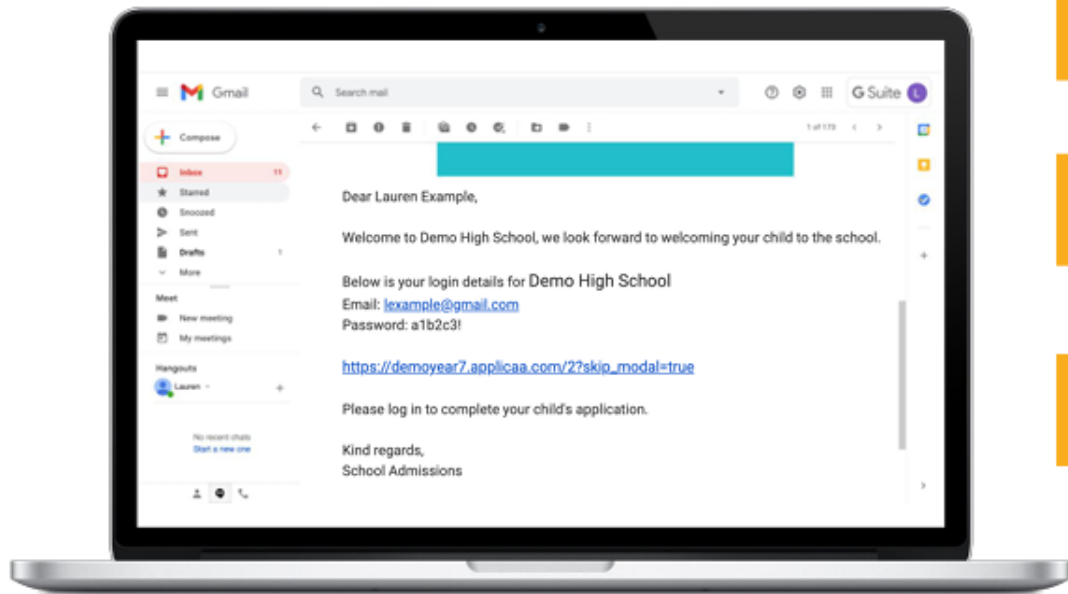 Gmail
Search mail
G Suite
L
Compose
1 of 173
Inbox 11
Starred
Snoozed
Sent
Drafts 1
More
Meet
New meeting
My meetings
Hangouts
Lauren
No recent chats
Start a new one
Dear Lauren Example,
Welcome to Demo High School, we look forward to welcoming your child to the school.
Below is your login details for Demo High School
Email: lexample@gmail.com
Password: a1b2c3!
https://demoyear7.applicaa.com/2?skip_modal=true
Please log in to complete your child's application.
Kind regards,
School Admissions